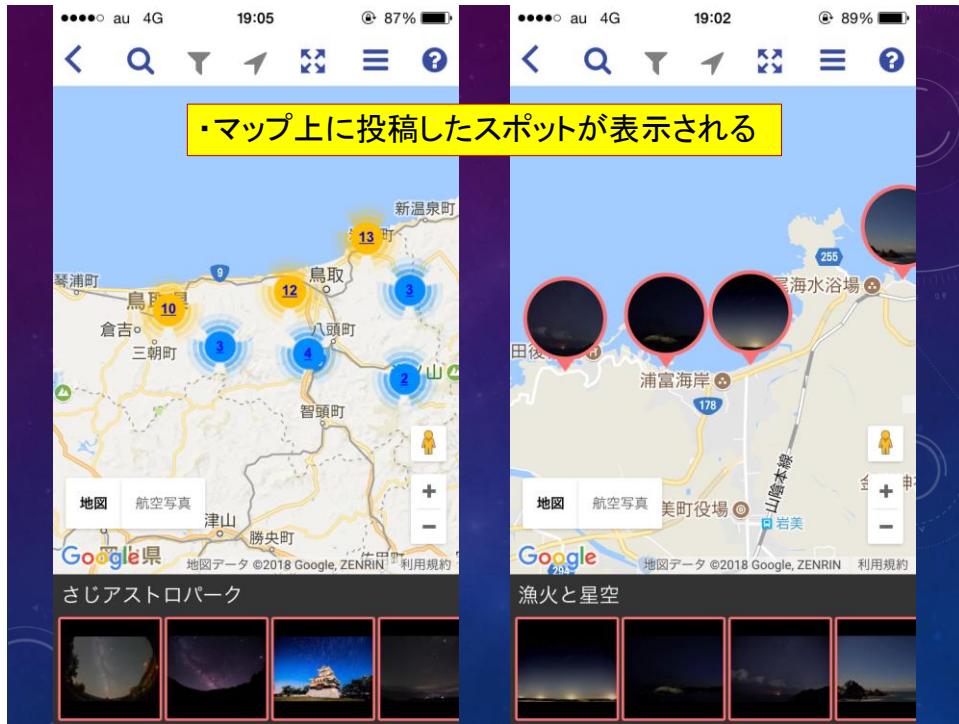 au 4G 19:05 87%
・マップ上に投稿したスポットが表示される
新温泉町
13
9
鳥取
琴浦町
12
3
10
倉吉
八頭町
三朝町
3
4
2
智頭町
地図 航空写真
津山
勝央町
Google
地図データ ©2018 Google, ZENRIN 利用規約
さじアストロパーク
au 4G 19:02 89%
255
尾海水浴場
浦富海岸
178
山陰本線
美町役場
岩美
地図 航空写真
Google
294
地図データ ©2018 Google, ZENRIN 利用規約
漁火と星空